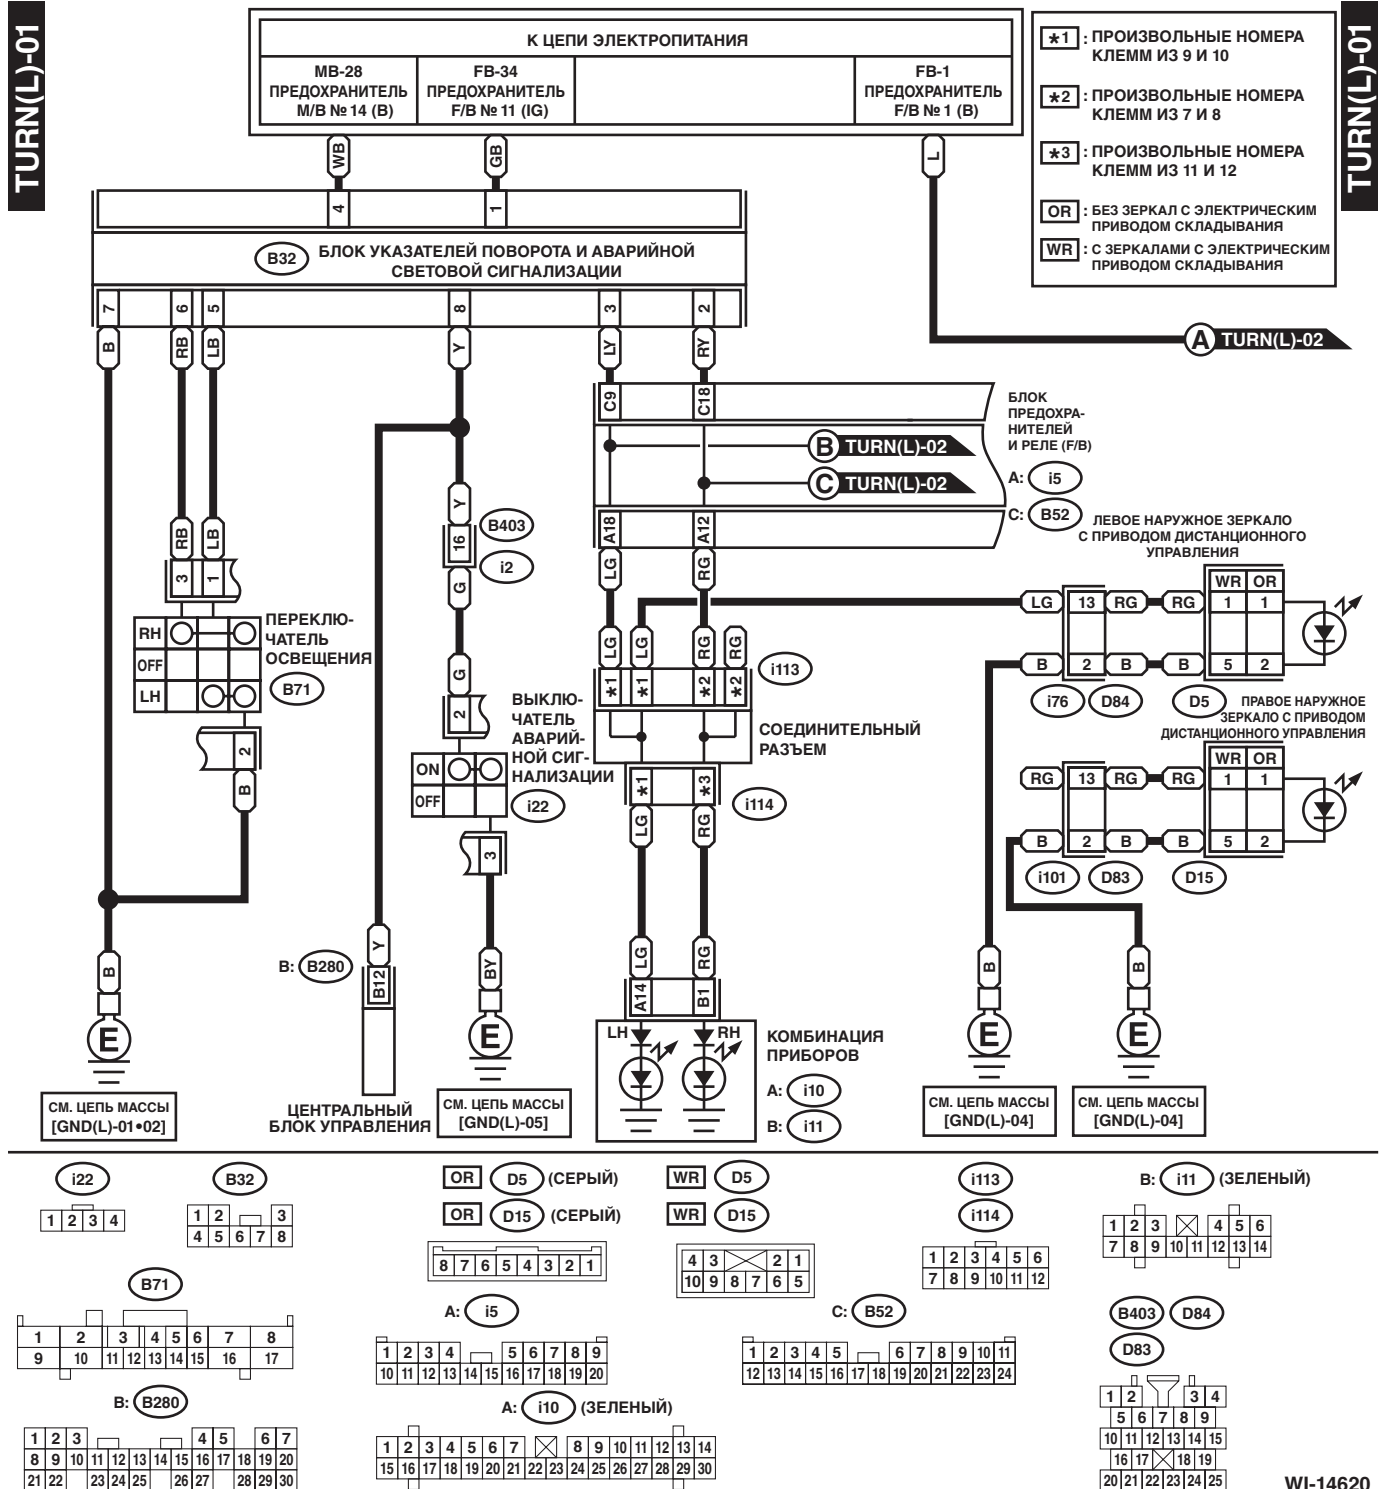 TURN(L)-01
TURN(L)-01
К ЦЕПИ ЭЛЕКТРОПИТАНИЯ
MB-28
ПРЕДОХРАНИТЕЛЬ
M/B № 14 (B)
FB-34
ПРЕДОХРАНИТЕЛЬ
F/B № 11 (IG)
FB-1
ПРЕДОХРАНИТЕЛЬ
F/B № 1 (B)
*1 : ПРОИЗВОЛЬНЫЕ НОМЕРА
КЛЕММ ИЗ 9 И 10
*2 : ПРОИЗВОЛЬНЫЕ НОМЕРА
КЛЕММ ИЗ 7 И 8
*3 : ПРОИЗВОЛЬНЫЕ НОМЕРА
КЛЕММ ИЗ 11 И 12
OR : БЕЗ ЗЕРКАЛ С ЭЛЕКТРИЧЕСКИМ
ПРИВОДОМ СКЛАДЫВАНИЯ
WR : С ЗЕРКАЛАМИ С ЭЛЕКТРИЧЕСКИМ
ПРИВОДОМ СКЛАДЫВАНИЯ
WB GB L
4 1
B32 БЛОК УКАЗАТЕЛЕЙ ПОВОРОТА И АВАРИЙНОЙ
СВЕТОВОЙ СИГНАЛИЗАЦИИ
7 6 5 8 3 2
B RB LB Y LY RY
A TURN(L)-02
C9 C18
БЛОК
ПРЕДОХРА-
НИТЕЛЕЙ
И РЕЛЕ (F/B)
B TURN(L)-02
C TURN(L)-02
A: i5
C: B52
A18 A12
LG RG
RB LB
3 1
Y
16
B403
i2
G
G
2
ПЕРЕКЛЮ-
ЧАТЕЛЬ
ОСВЕЩЕНИЯ
B71
RH
OFF
LH
2
B
ВЫКЛЮ-
ЧАТЕЛЬ
АВАРИЙ-
НОЙ СИГ-
НАЛИЗАЦИИ
i22
ON
OFF
3
LG LG RG RG
*1 *1 *2 *2
i113
СОЕДИНИТЕЛЬНЫЙ
РАЗЪЕМ
*1 *3
i114
LG RG
ЛЕВОЕ НАРУЖНОЕ ЗЕРКАЛО
С ПРИВОДОМ ДИСТАНЦИОННОГО
УПРАВЛЕНИЯ
WR OR
LG 13 RG RG 1 1
B 2 B B 5 2
i76 D84 D5
ПРАВОЕ НАРУЖНОЕ
ЗЕРКАЛО С ПРИВОДОМ
ДИСТАНЦИОННОГО УПРАВЛЕНИЯ
WR OR
RG 13 RG RG 1 1
B 2 B B 5 2
i101 D83 D15
B
Y
B: B280
B12
BY
LG RG
A14 B1
B B
E E E E
LH RH
КОМБИНАЦИЯ
ПРИБОРОВ
A: i10
B: i11
СМ. ЦЕПЬ МАССЫ
[GND(L)-01•02]
ЦЕНТРАЛЬНЫЙ
БЛОК УПРАВЛЕНИЯ
СМ. ЦЕПЬ МАССЫ
[GND(L)-05]
СМ. ЦЕПЬ МАССЫ
[GND(L)-04]
СМ. ЦЕПЬ МАССЫ
[GND(L)-04]
i22
1 2 3 4
B32
1 2 3
4 5 6 7 8
OR D5 (СЕРЫЙ)
OR D15 (СЕРЫЙ)
8 7 6 5 4 3 2 1
WR D5
WR D15
4 3 2 1
10 9 8 7 6 5
i113
i114
1 2 3 4 5 6
7 8 9 10 11 12
B: i11 (ЗЕЛЕНЫЙ)
1 2 3 4 5 6
7 8 9 10 11 12 13 14
B71
1 2 3 4 5 6 7 8
9 10 11 12 13 14 15 16 17
A: i5
1 2 3 4 5 6 7 8 9
10 11 12 13 14 15 16 17 18 19 20
C: B52
1 2 3 4 5 6 7 8 9 10 11
12 13 14 15 16 17 18 19 20 21 22 23 24
B403 D84
D83
1 2 3 4
5 6 7 8 9
10 11 12 13 14 15
16 17 18 19
20 21 22 23 24 25
B: B280
1 2 3 4 5 6 7
8 9 10 11 12 13 14 15 16 17 18 19 20
21 22 23 24 25 26 27 28 29 30
A: i10 (ЗЕЛЕНЫЙ)
1 2 3 4 5 6 7 8 9 10 11 12 13 14
15 16 17 18 19 20 21 22 23 24 25 26 27 28 29 30
WI-14620